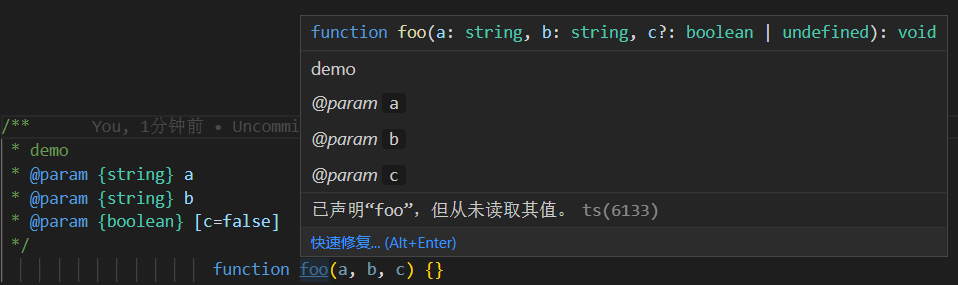 function foo(a: string, b: string, c?: boolean | undefined): void
demo
@param a
@param b
@param c
已声明“foo”，但从未读取其值。 ts(6133)
快速修复... (Alt+Enter)
/** You, 1分钟前 • Uncommi
* demo
* @param {string} a
* @param {string} b
* @param {boolean} [c=false]
*/
function foo(a, b, c) {}